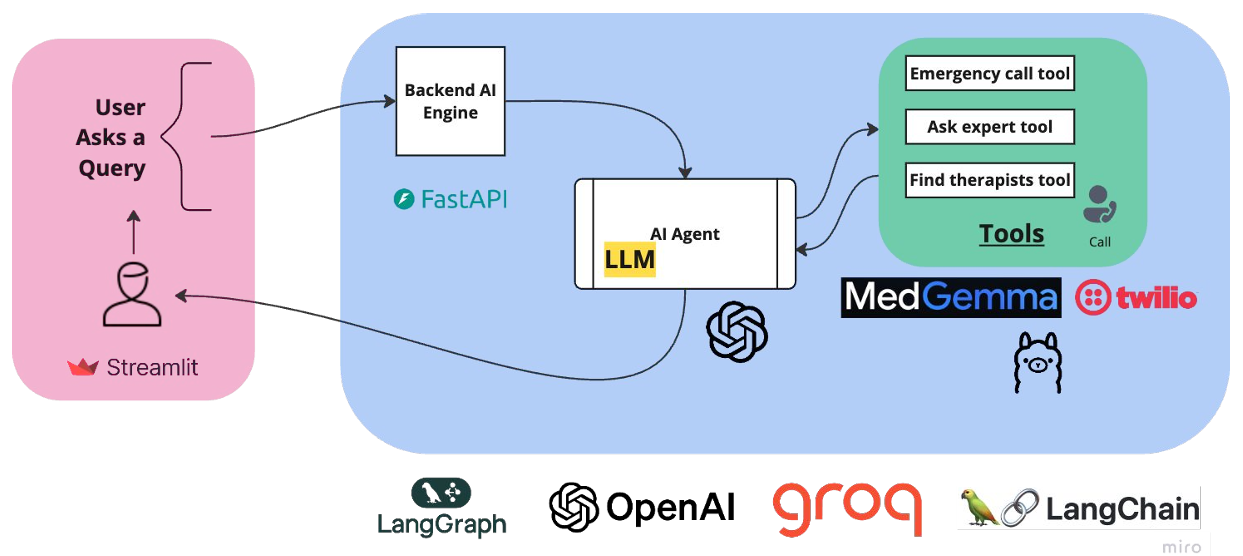 User
Asks a
Query
Streamlit
Backend AI
Engine
FastAPI
AI Agent
LLM
Emergency call tool
Ask expert tool
Find therapists tool
Tools
Call
MedGemma
twilio
LangGraph
OpenAI
groq
LangChain
miro